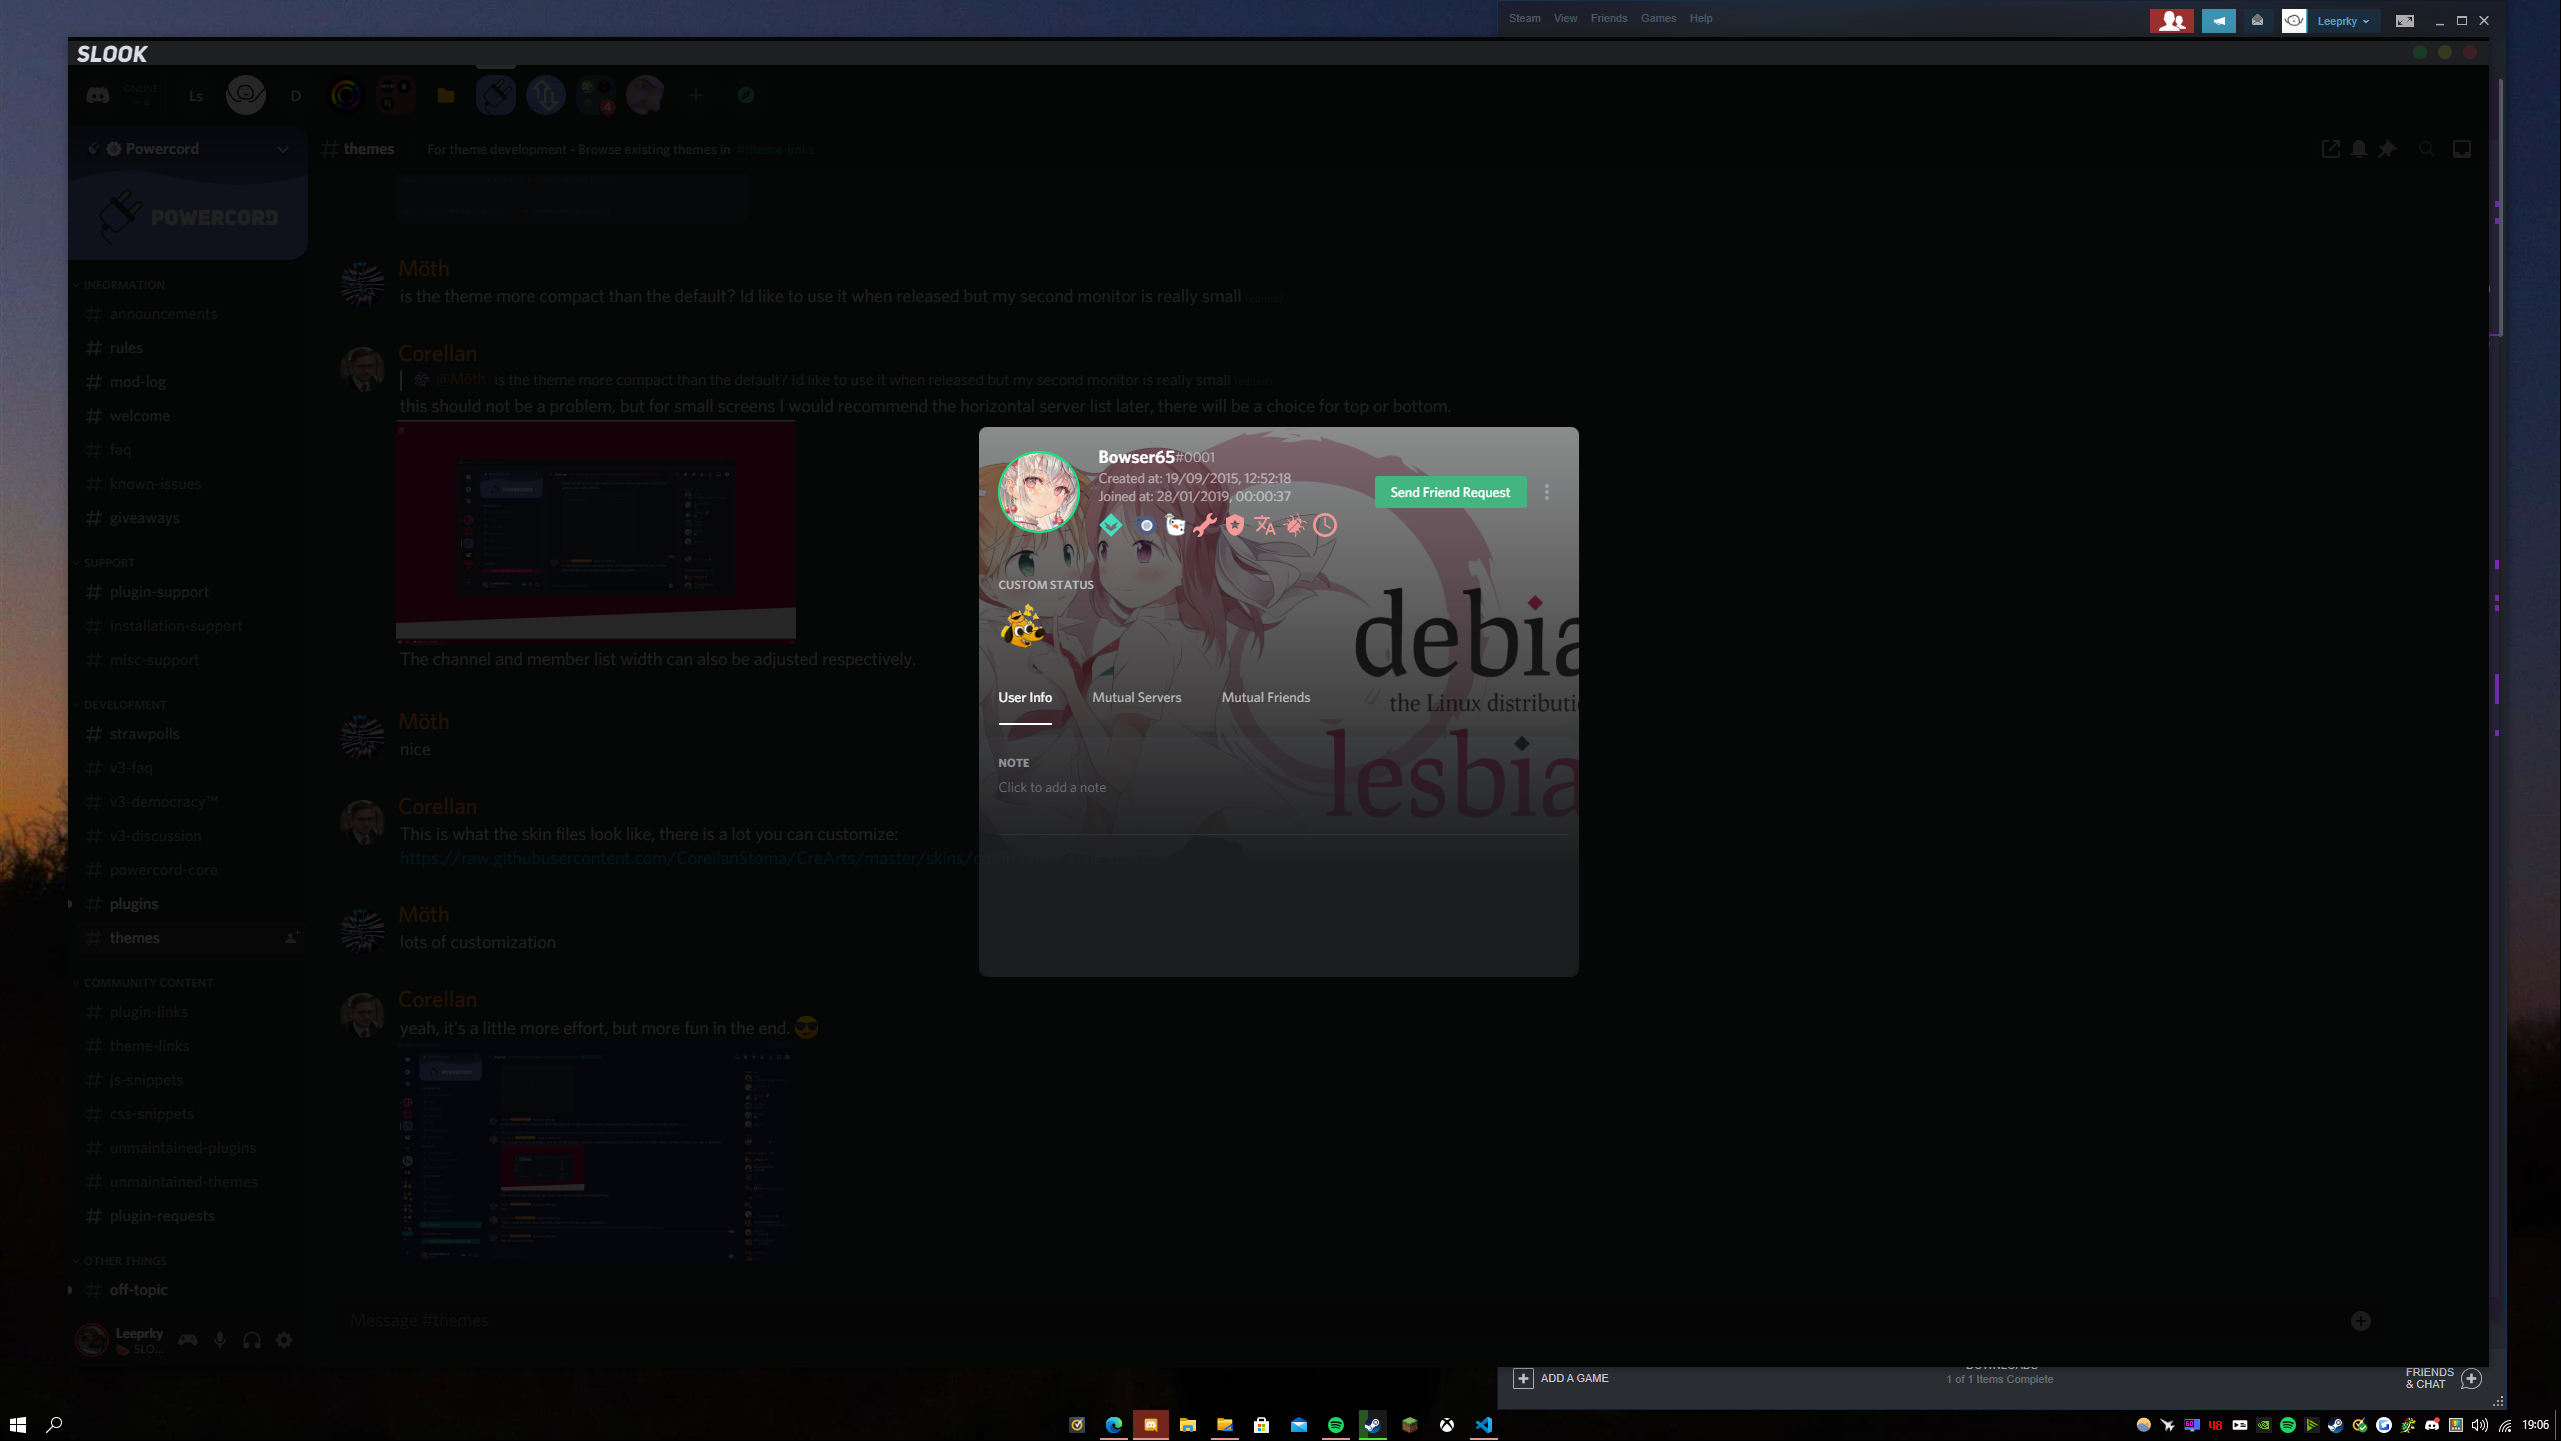 Steam View Friends Games Help
Leeprky
SLOOK
ONLINE
Ls
D
4
Powercord
# themes
For theme development - Browse existing themes in #theme-links
POWERCORD
INFORMATION
announcements
rules
mod-log
welcome
faq
known-issues
giveaways
SUPPORT
plugin-support
installation-support
misc-support
DEVELOPMENT
strawpolls
v3-faq
v3-democracy™
v3-discussion
powercord-core
plugins
themes
COMMUNITY CONTENT
plugin-links
theme-links
js-snippets
css-snippets
unmaintained-plugins
unmaintained-themes
plugin-requests
OTHER THINGS
off-topic
Leeprky
SLO...
Möth
is the theme more compact than the default? Id like to use it when released but my second monitor is really small (edited)
Corellan
@Möth is the theme more compact than the default? Id like to use it when released but my second monitor is really small (edited)
this should not be a problem, but for small screens I would recommend the horizontal server list later, there will be a choice for top or bottom.
The channel and member list width can also be adjusted respectively.
Möth
nice
Corellan
This is what the skin files look like, there is a lot you can customize:
https://raw.githubusercontent.com/CorellanStoma/CreArts/master/skins/
Möth
lots of customization
Corellan
yeah, it's a little more effort, but more fun in the end. 😎
Message #themes
Bowser65#0001
Created at: 19/09/2015, 12:52:18
Joined at: 28/01/2019, 00:00:37
Send Friend Request
CUSTOM STATUS
User Info Mutual Servers Mutual Friends
NOTE
Click to add a note
debia
the Linux distributi
lesbia
ADD A GAME
DOWNLOADS
1 of 1 Items Complete
FRIENDS
& CHAT
19:06